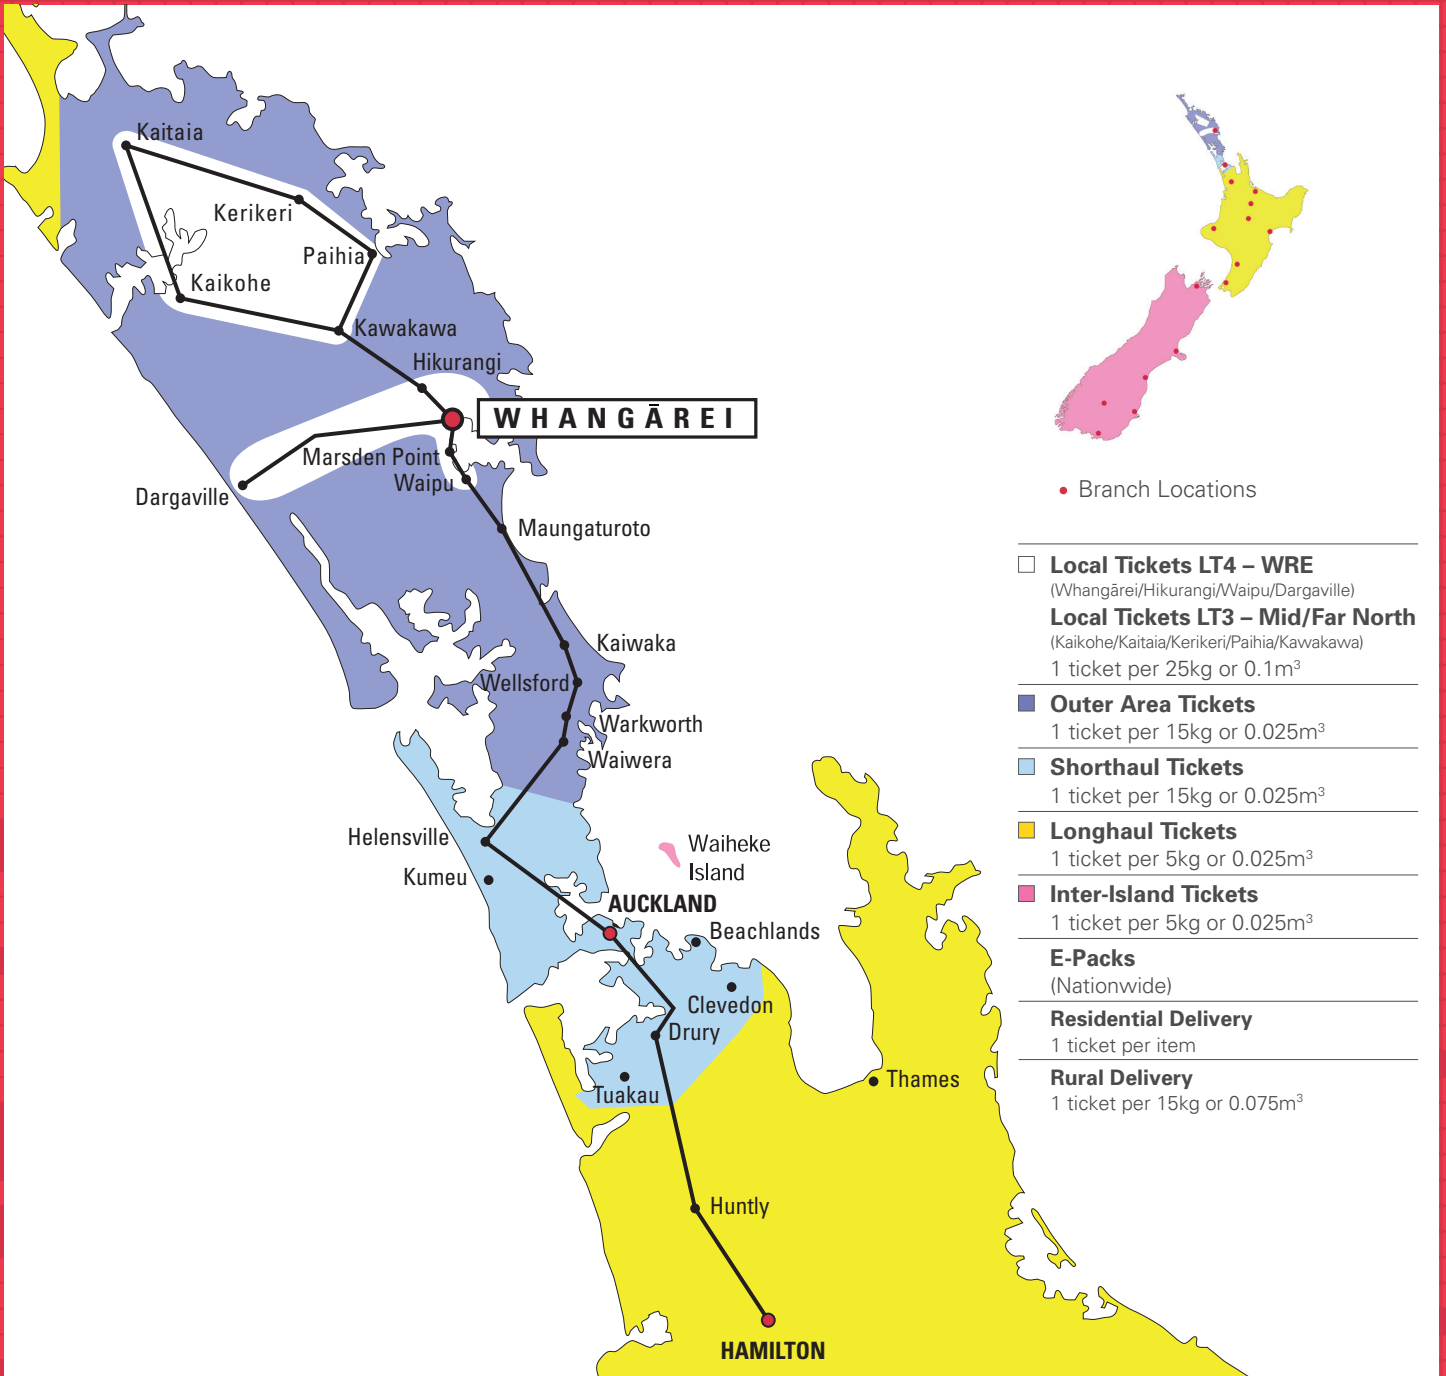 Kaitaia
Kerikeri
Paihia
Kaikohe
Kawakawa
Hikurangi
WHANGĀREI
Marsden Point
Waipu
Dargaville
Maungaturoto
Kaiwaka
Wellsford
Warkworth
Waiwera
Helensville
Waiheke
Island
Kumeu
AUCKLAND
Beachlands
Clevedon
Drury
Tuakau
Thames
Huntly
HAMILTON
• Branch Locations
Local Tickets LT4 – WRE
(Whangārei/Hikurangi/Waipu/Dargaville)
Local Tickets LT3 – Mid/Far North
(Kaikohe/Kaitaia/Kerikeri/Paihia/Kawakawa)
1 ticket per 25kg or 0.1m³
Outer Area Tickets
1 ticket per 15kg or 0.025m³
Shorthaul Tickets
1 ticket per 15kg or 0.025m³
Longhaul Tickets
1 ticket per 5kg or 0.025m³
Inter-Island Tickets
1 ticket per 5kg or 0.025m³
E-Packs
(Nationwide)
Residential Delivery
1 ticket per item
Rural Delivery
1 ticket per 15kg or 0.075m³